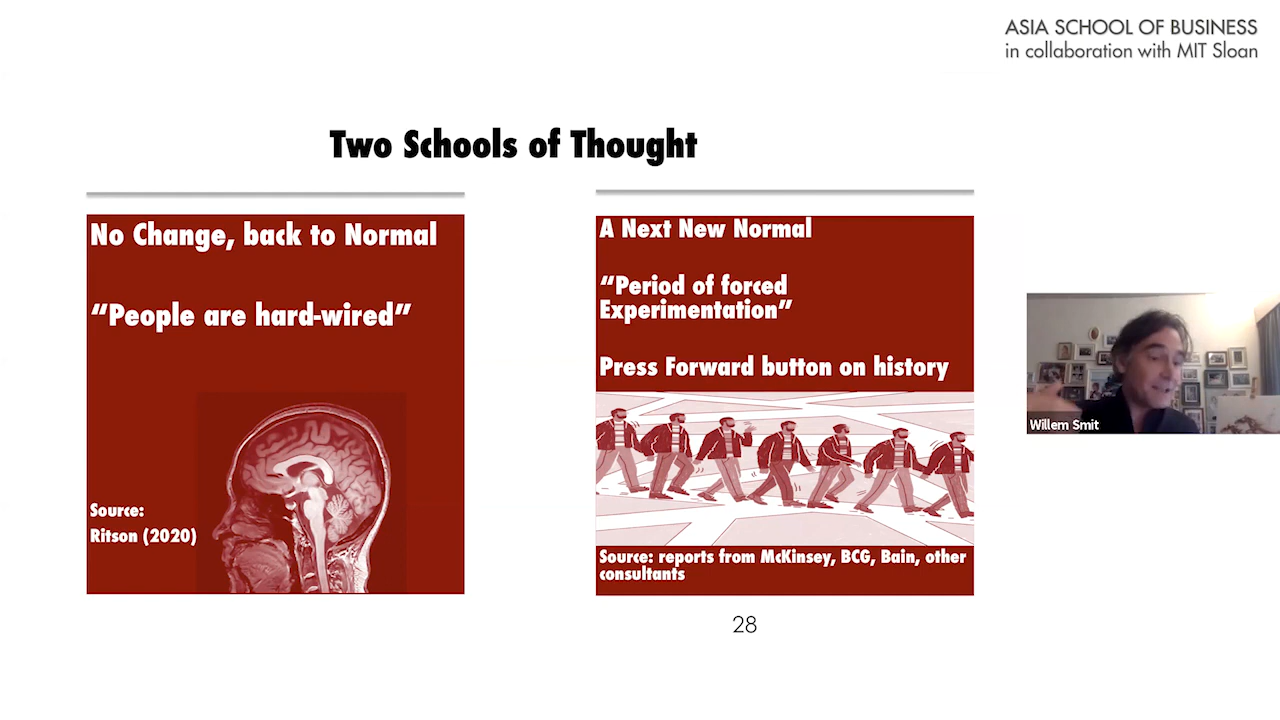 ASIA SCHOOL OF BUSINESS
in collaboration with MIT Sloan
Two Schools of Thought
No Change, back to Normal
“People are hard-wired”
Source:
Ritson (2020)
A Next New Normal
“Period of forced
Experimentation”
Press Forward button on history
Source: reports from McKinsey, BCG, Bain, other
consultants
28
Willem Smit